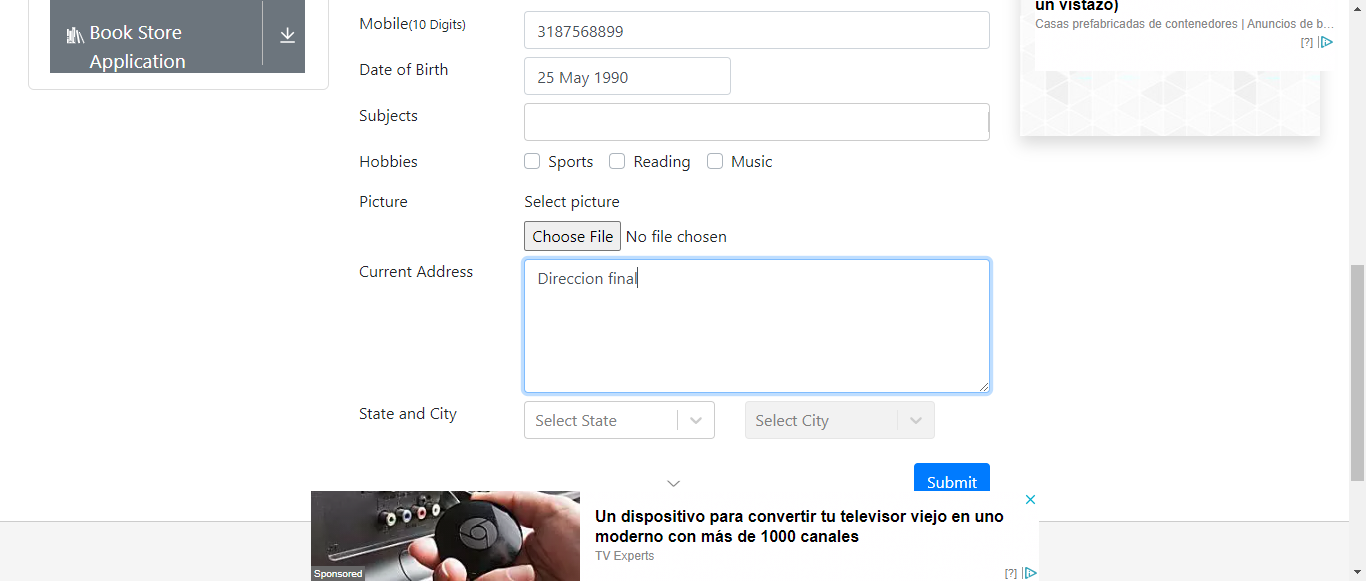 Book Store
Application
Mobile(10 Digits)
3187568899
Date of Birth
25 May 1990
Subjects
Hobbies
Sports
Reading
Music
Picture
Select picture
Choose File No file chosen
Current Address
Direccion final
State and City
Select State
Select City
Submit
un vistazo)
Casas prefabricadas de contenedores | Anuncios de b...
[?]
Un dispositivo para convertir tu televisor viejo en uno
moderno con más de 1000 canales
TV Experts
Sponsored
[?]